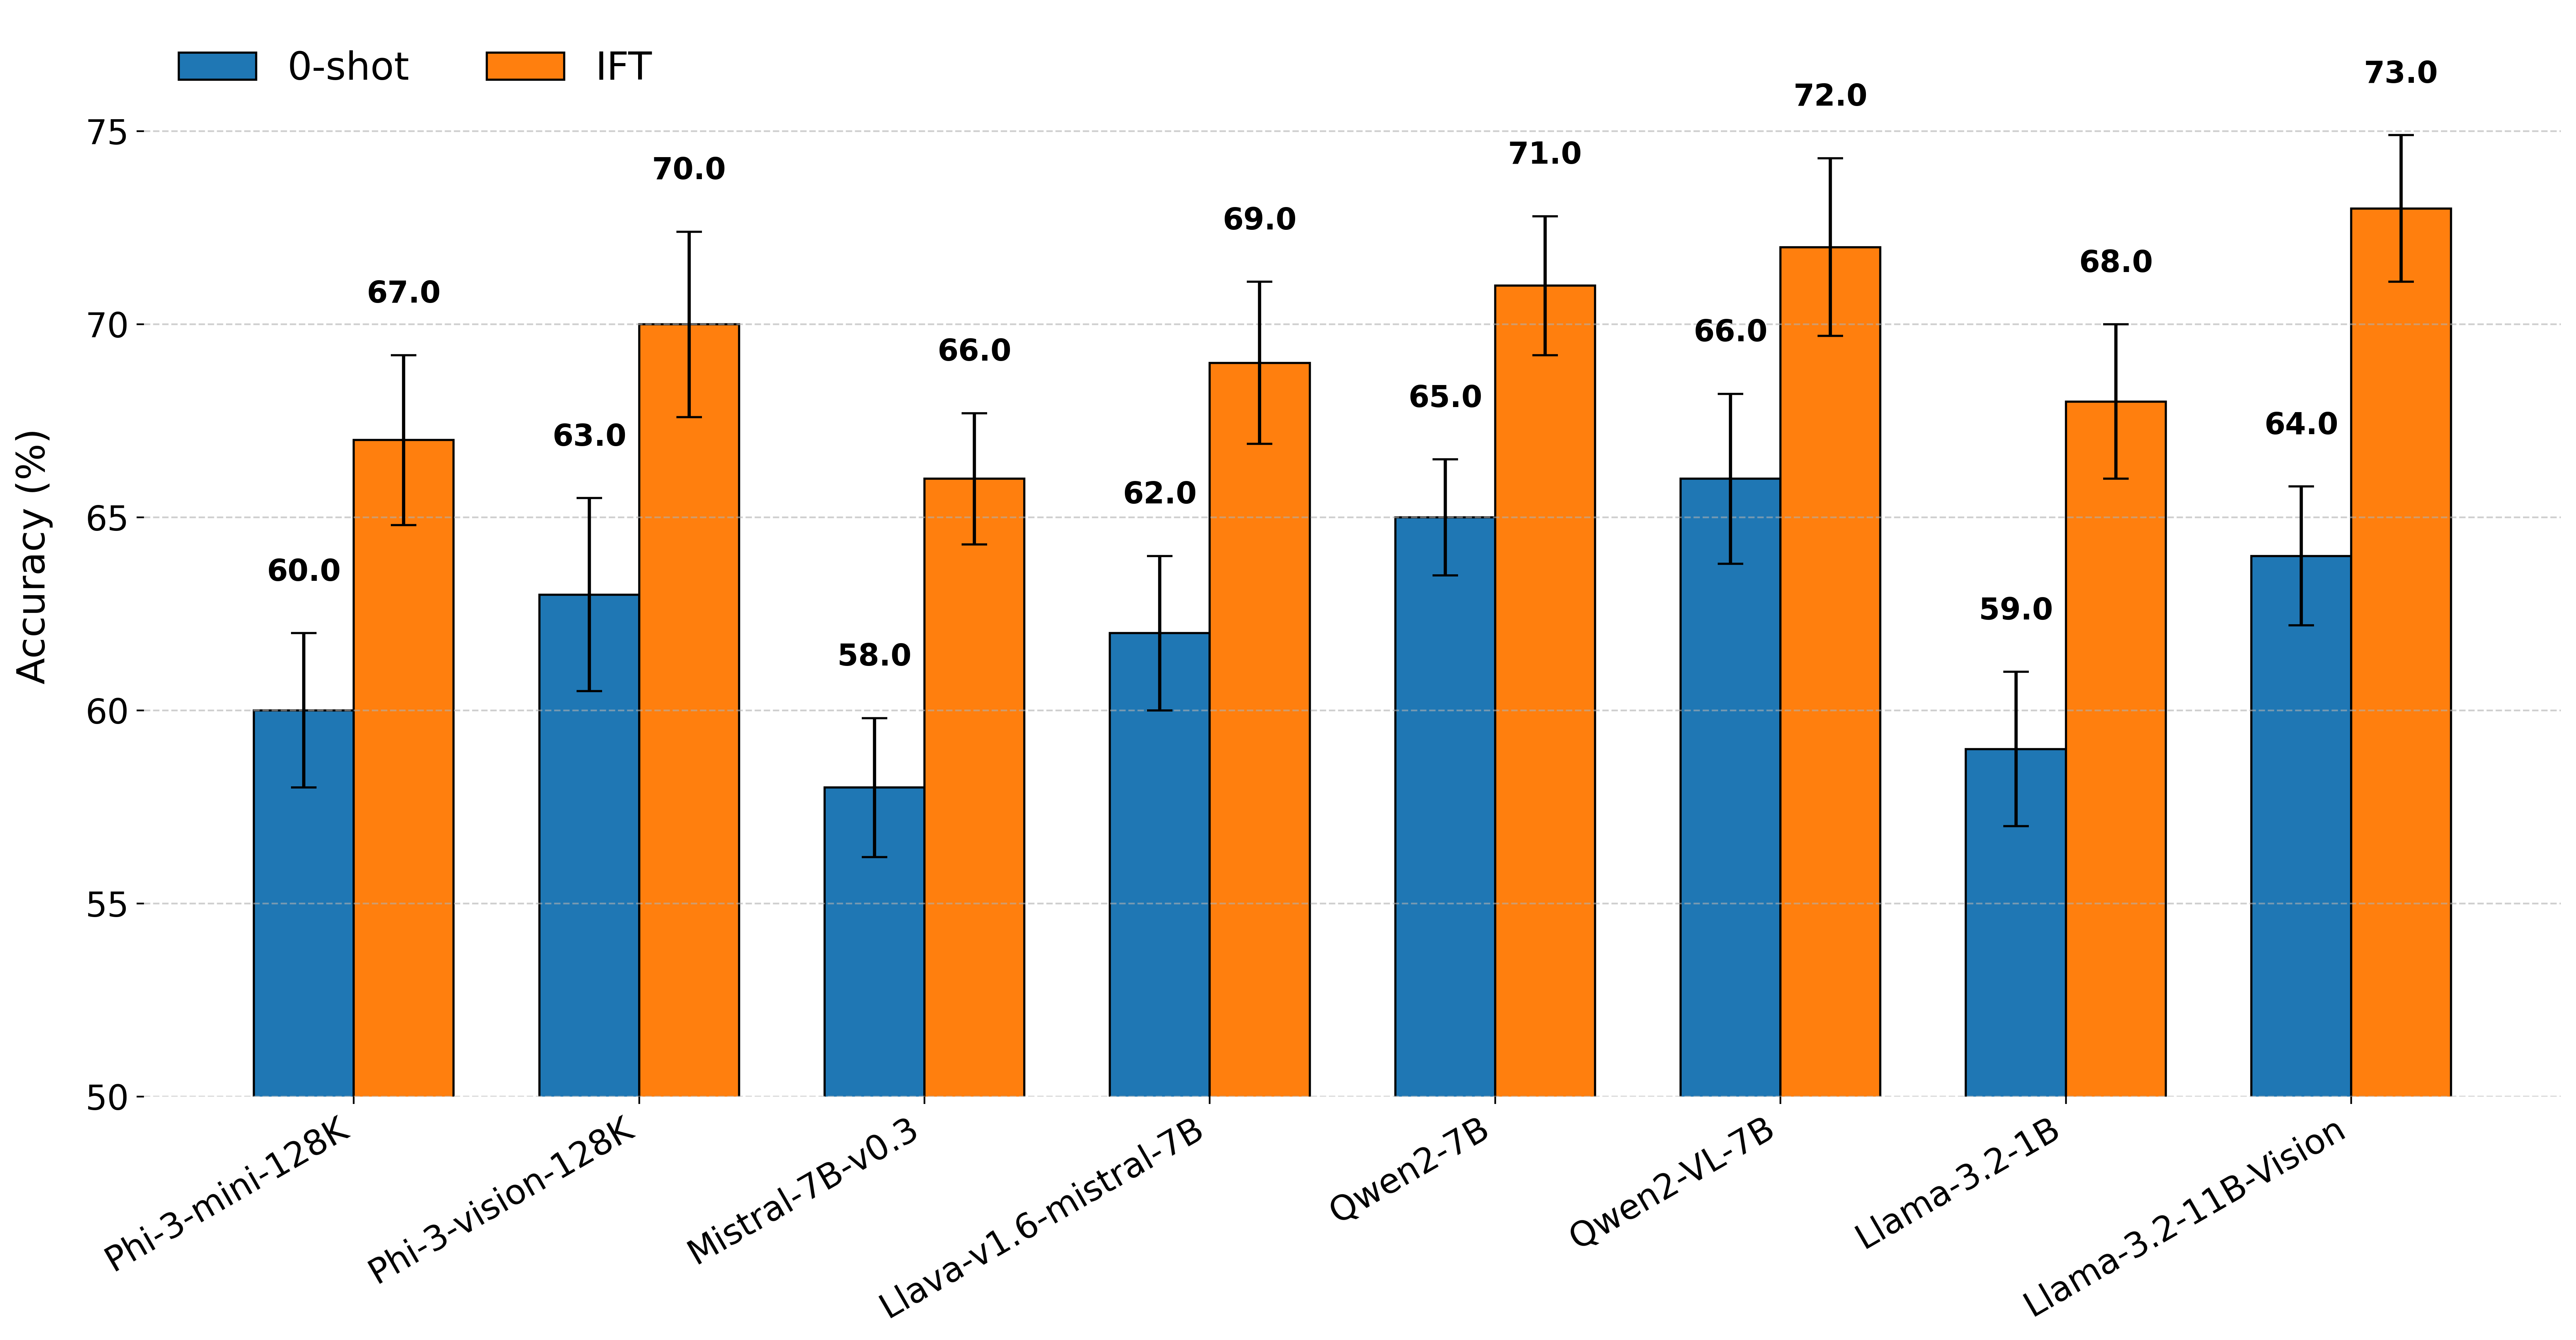 0-shot IFT
73.0
72.0
75
71.0
70.0
69.0
68.0
67.0
70
66.0
66.0
65.0
64.0
63.0
62.0
65
60.0
59.0
58.0
60
55
50
Accuracy (%)
Phi-3-mini-128K
Phi-3-vision-128K
Mistral-7B-v0.3
Llava-v1.6-mistral-7B
Qwen2-7B
Qwen2-VL-7B
Llama-3.2-1B
Llama-3.2-11B-Vision